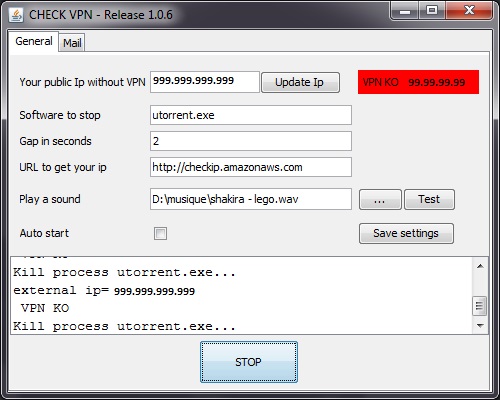 CHECK VPN - Release 1.0.6
General Mail
Your public Ip without VPN 999.999.999.999 Update Ip VPN KO 99.99.99.99
Software to stop utorrent.exe
Gap in seconds 2
URL to get your ip http://checkip.amazonaws.com
Play a sound D:\musique\shakira - lego.wav ... Test
Auto start Save settings
VPN KO
Kill process utorrent.exe...
external ip= 999.999.999.999
VPN KO
Kill process utorrent.exe...
STOP